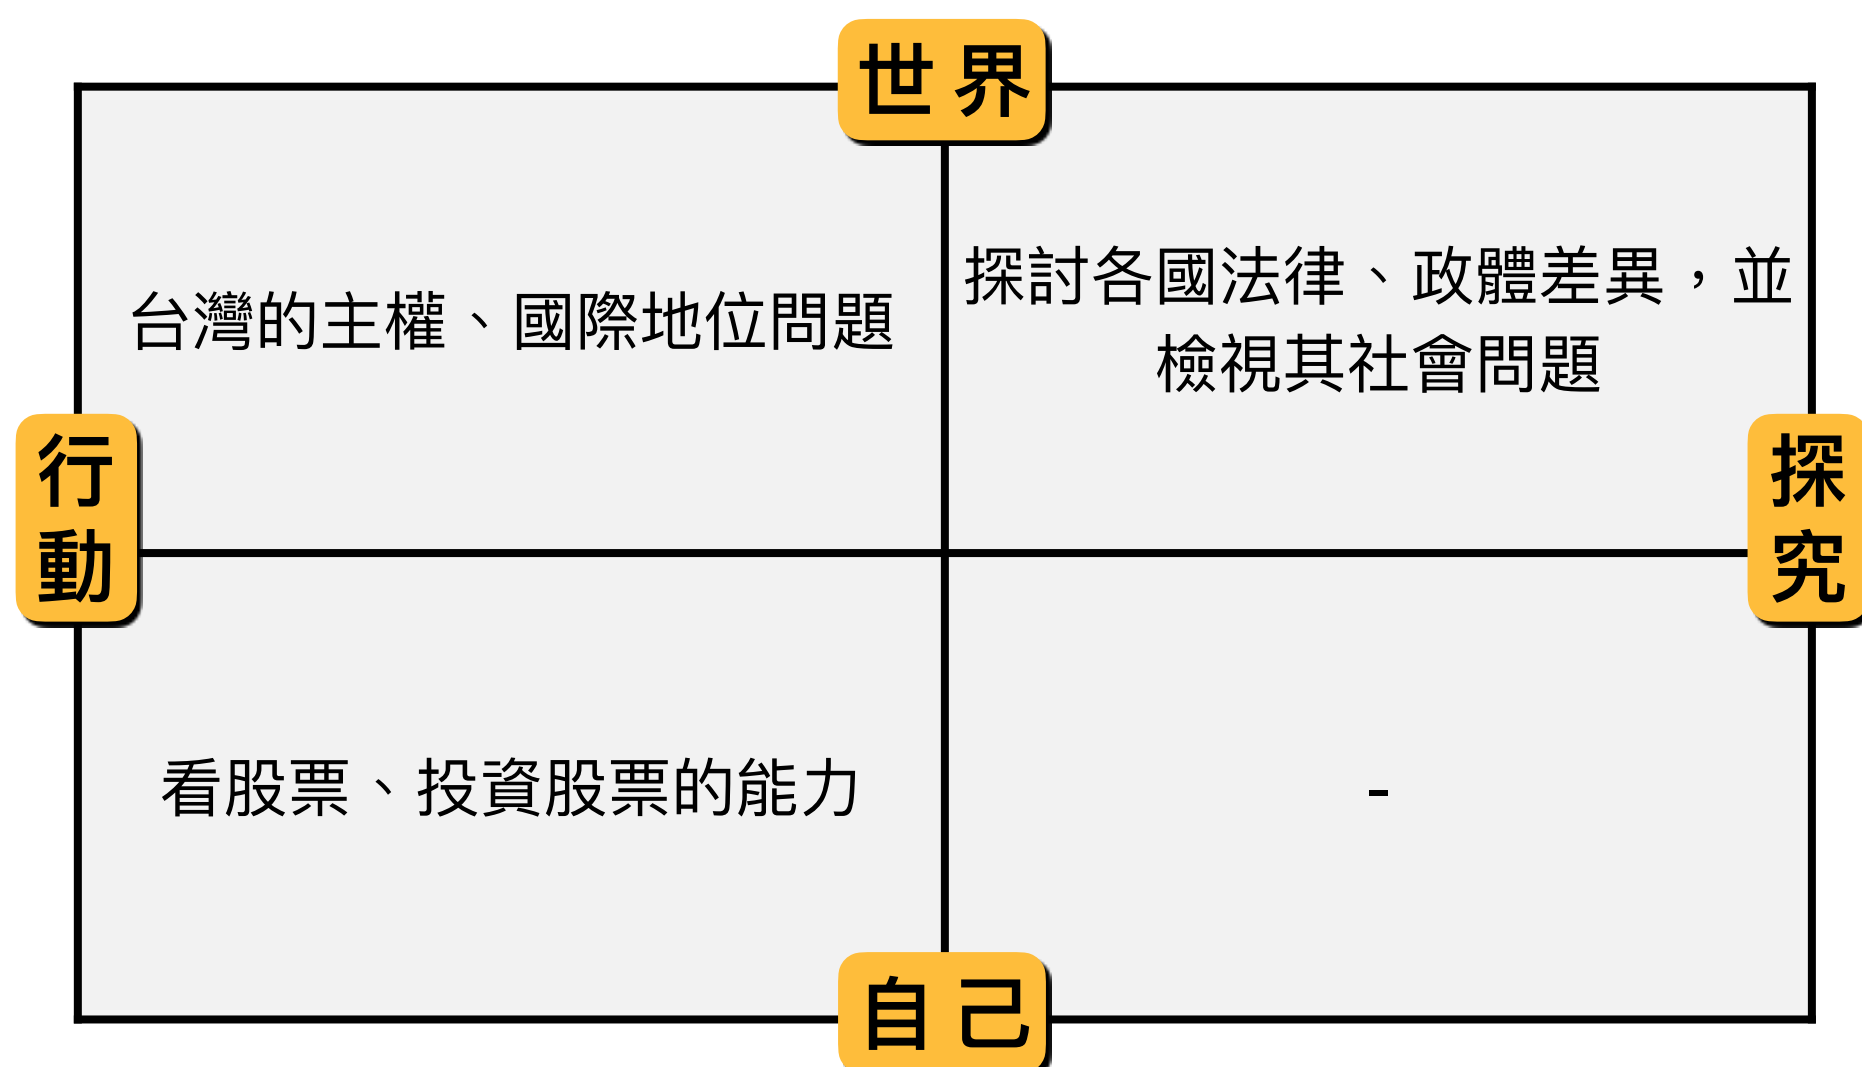 世界
台灣的主權、國際地位問題
探討各國法律、政體差異，並
檢視其社會問題
行動
探究
看股票、投資股票的能力
-
自己